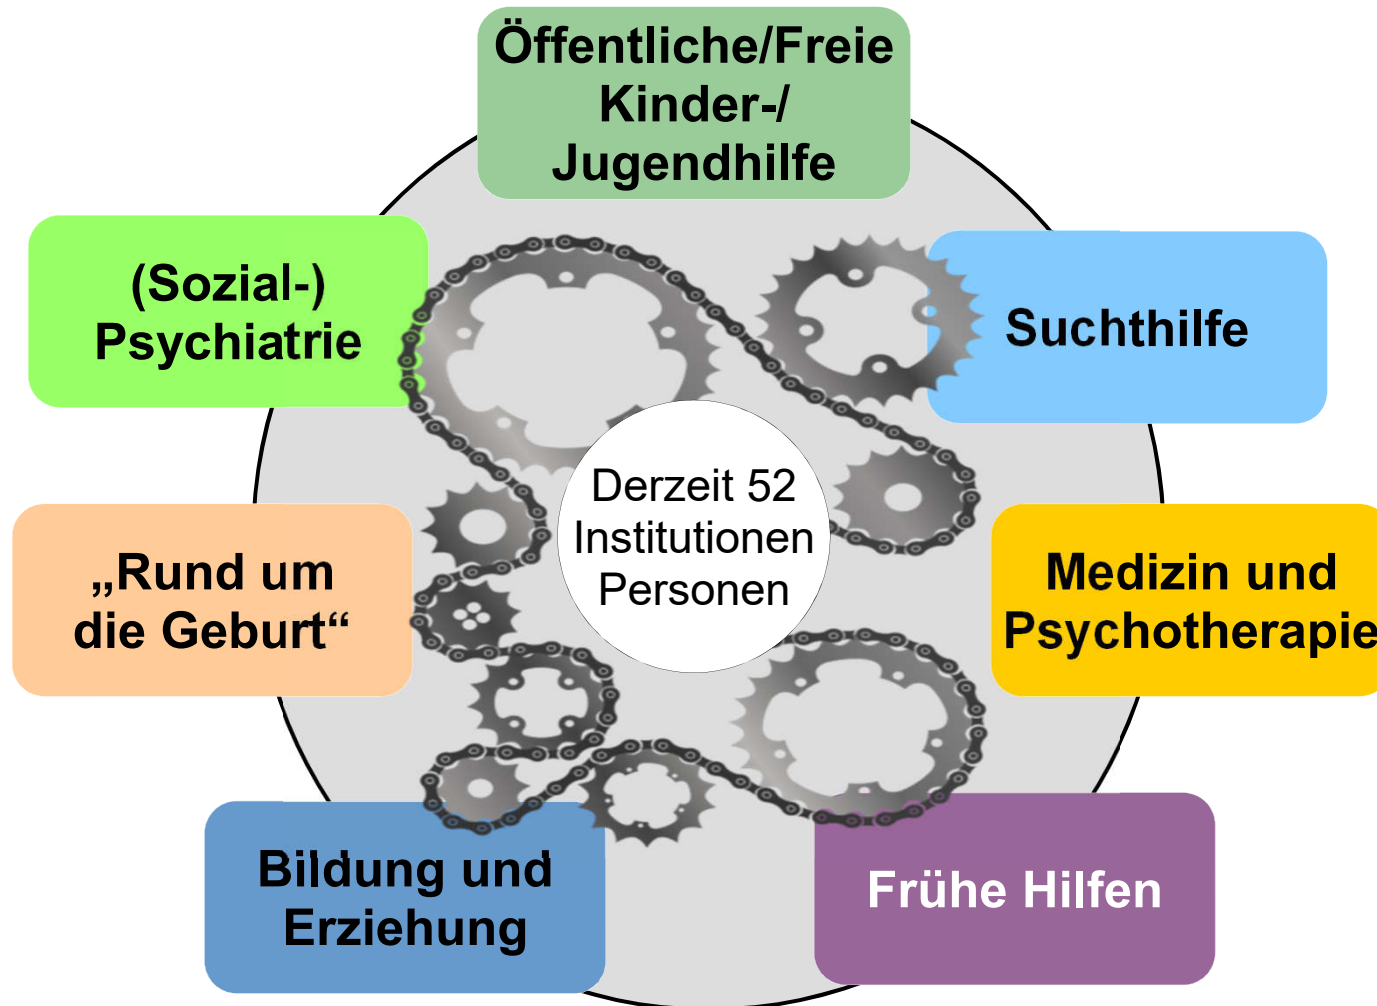 Öffentliche/Freie
Kinder-/
Jugendhilfe
(Sozial-)
Psychiatrie
Suchthilfe
Derzeit 52
Institutionen
Personen
„Rund um
die Geburt“
Medizin und
Psychotherapie
Bildung und
Erziehung
Frühe Hilfen